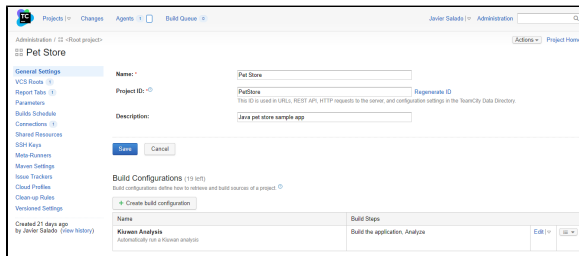 TC
Projects
Changes
Agents 1
Build Queue 0
Javier Salado
Administration
Administration / <Root project>
Actions
Project Home
Pet Store
General Settings
VCS Roots 1
Report Tabs 1
Parameters
Builds Schedule
Connections 1
Shared Resources
SSH Keys
Meta-Runners
Maven Settings
Issue Trackers
Cloud Profiles
Clean-up Rules
Versioned Settings
Created 21 days ago
by Javier Salado (view history)
Name: *
Pet Store
Project ID: *
PetStore
Regenerate ID
This ID is used in URLs, REST API, HTTP requests to the server, and configuration settings in the TeamCity Data Directory.
Description:
Java pet store sample app
Save
Cancel
Build Configurations (19 left)
Build configurations define how to retrieve and build sources of a project.
+ Create build configuration
Name
Build Steps
Kiuwan Analysis
Automatically run a Kiuwan analysis
Build the application, Analyze
Edit